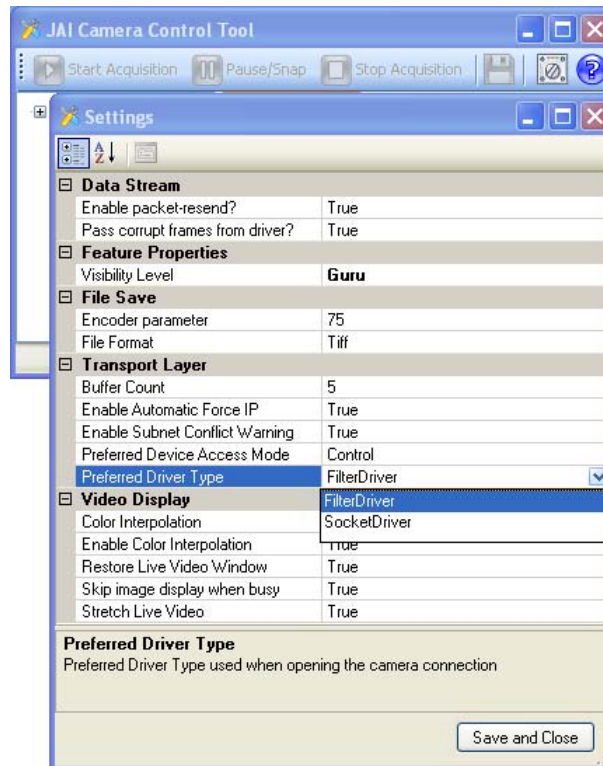 JAI Camera Control Tool
Start Acquisition Pause/Snap Stop Acquisition
Settings
Data Stream
Enable packet-resend? True
Pass corrupt frames from driver? True
Feature Properties
Visibility Level Guru
File Save
Encoder parameter 75
File Format Tiff
Transport Layer
Buffer Count 5
Enable Automatic Force IP True
Enable Subnet Conflict Warning True
Preferred Device Access Mode Control
Preferred Driver Type FilterDriver
Video Display FilterDriver
Color Interpolation SocketDriver
Enable Color Interpolation True
Restore Live Video Window True
Skip image display when busy True
Stretch Live Video True
Preferred Driver Type
Preferred Driver Type used when opening the camera connection
Save and Close